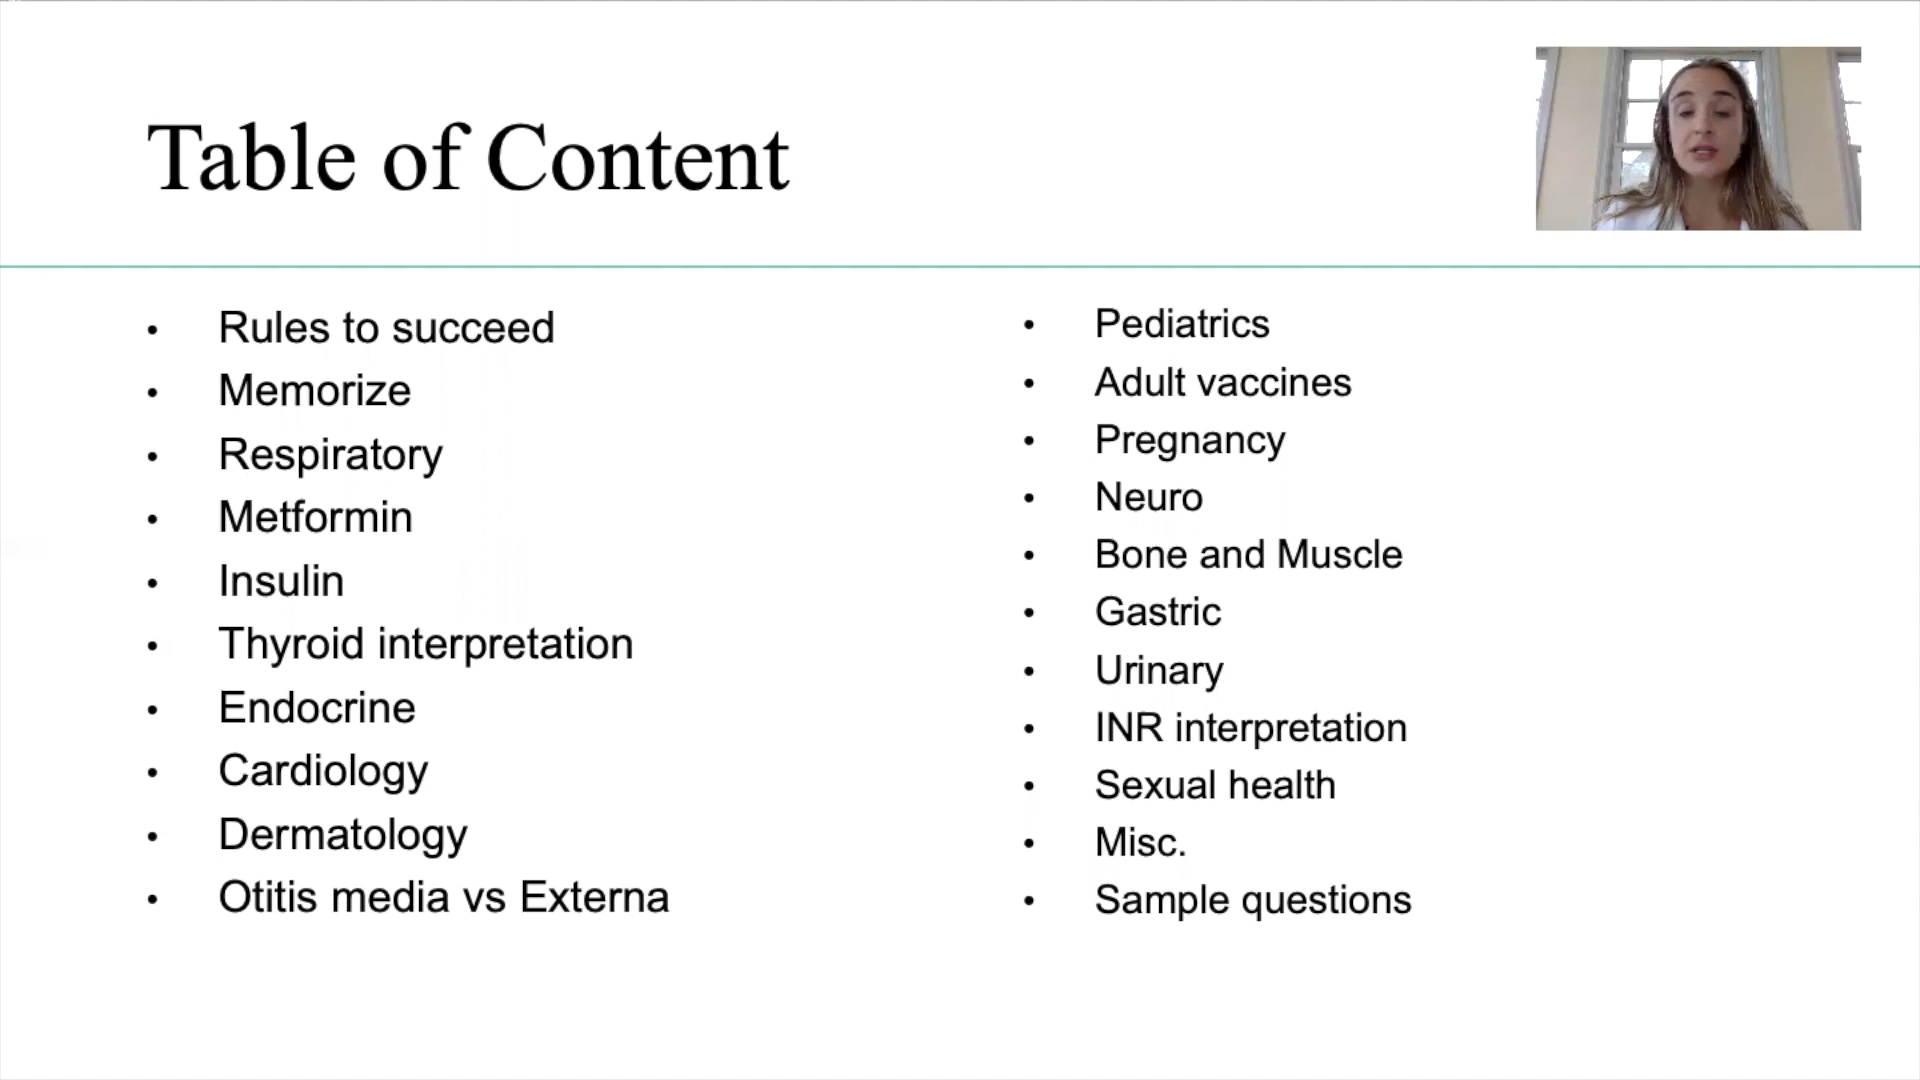 Table of Content
Rules to succeed
Memorize
Respiratory
Metformin
Insulin
Thyroid interpretation
Endocrine
Cardiology
Dermatology
Otitis media vs Externa
Pediatrics
Adult vaccines
Pregnancy
Neuro
Bone and Muscle
Gastric
Urinary
INR interpretation
Sexual health
Misc.
Sample questions